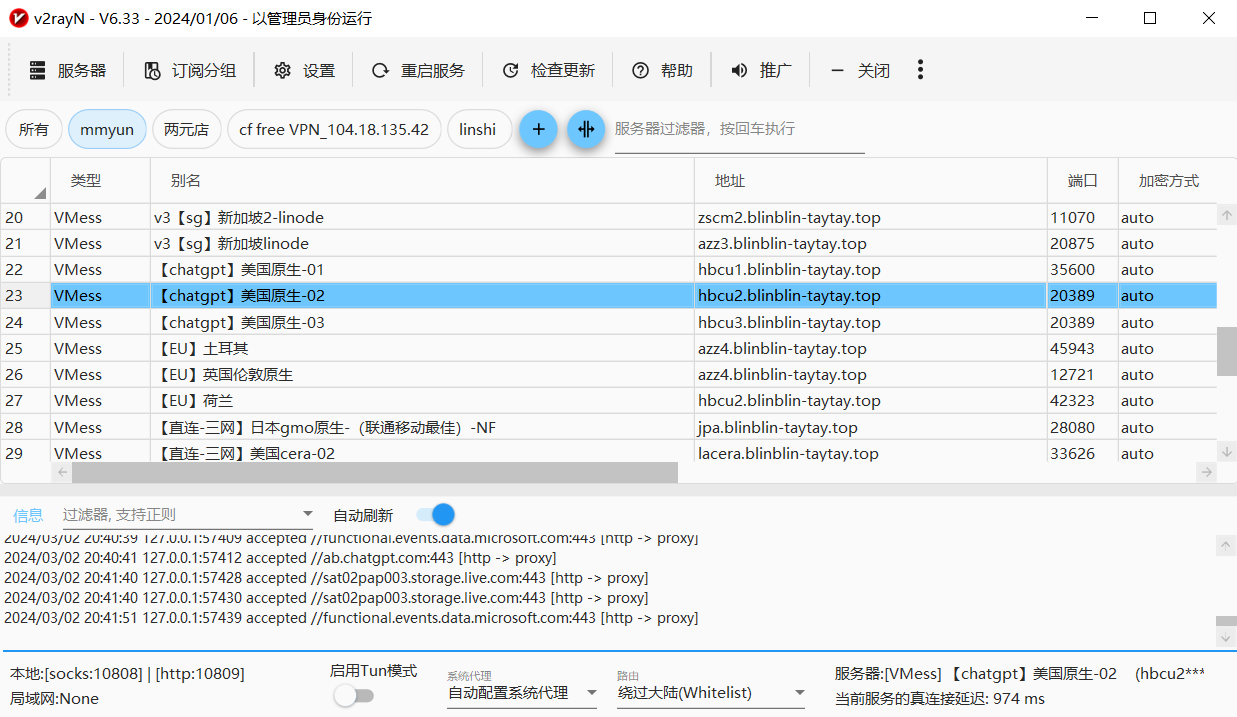 v2rayN - V6.33 - 2024/01/06 - 以管理员身份运行
服务器 订阅分组 设置 重启服务 检查更新 帮助 推广 关闭
所有 mmyun 两元店 cf free VPN_104.18.135.42 linshi 服务器过滤器，按回车执行
类型 别名 地址 端口 加密方式
20 VMess v3【sg】新加坡2-linode zscm2.blinblin-taytay.top 11070 auto
21 VMess v3【sg】新加坡linode azz3.blinblin-taytay.top 20875 auto
22 VMess 【chatgpt】美国原生-01 hbcu1.blinblin-taytay.top 35600 auto
23 VMess 【chatgpt】美国原生-02 hbcu2.blinblin-taytay.top 20389 auto
24 VMess 【chatgpt】美国原生-03 hbcu3.blinblin-taytay.top 20389 auto
25 VMess 【EU】土耳其 azz4.blinblin-taytay.top 45943 auto
26 VMess 【EU】英国伦敦原生 azz4.blinblin-taytay.top 12721 auto
27 VMess 【EU】荷兰 hbcu2.blinblin-taytay.top 42323 auto
28 VMess 【直连-三网】日本gmo原生-（联通移动最佳）-NF jpa.blinblin-taytay.top 28080 auto
29 VMess 【直连-三网】美国cera-02 lacera.blinblin-taytay.top 33626 auto
信息 过滤器, 支持正则 自动刷新
2024/03/02 20:40:39 127.0.0.1:57409 accepted //functional.events.data.microsoft.com:443 [http -> proxy]
2024/03/02 20:40:41 127.0.0.1:57412 accepted //ab.chatgpt.com:443 [http -> proxy]
2024/03/02 20:41:40 127.0.0.1:57428 accepted //sat02pap003.storage.live.com:443 [http -> proxy]
2024/03/02 20:41:40 127.0.0.1:57430 accepted //sat02pap003.storage.live.com:443 [http -> proxy]
2024/03/02 20:41:51 127.0.0.1:57439 accepted //functional.events.data.microsoft.com:443 [http -> proxy]
本地:[socks:10808] | [http:10809]
局域网:None
启用Tun模式
系统代理
自动配置系统代理
路由
绕过大陆(Whitelist)
服务器:[VMess] 【chatgpt】美国原生-02 (hbcu2***
当前服务的真连接延迟: 974 ms